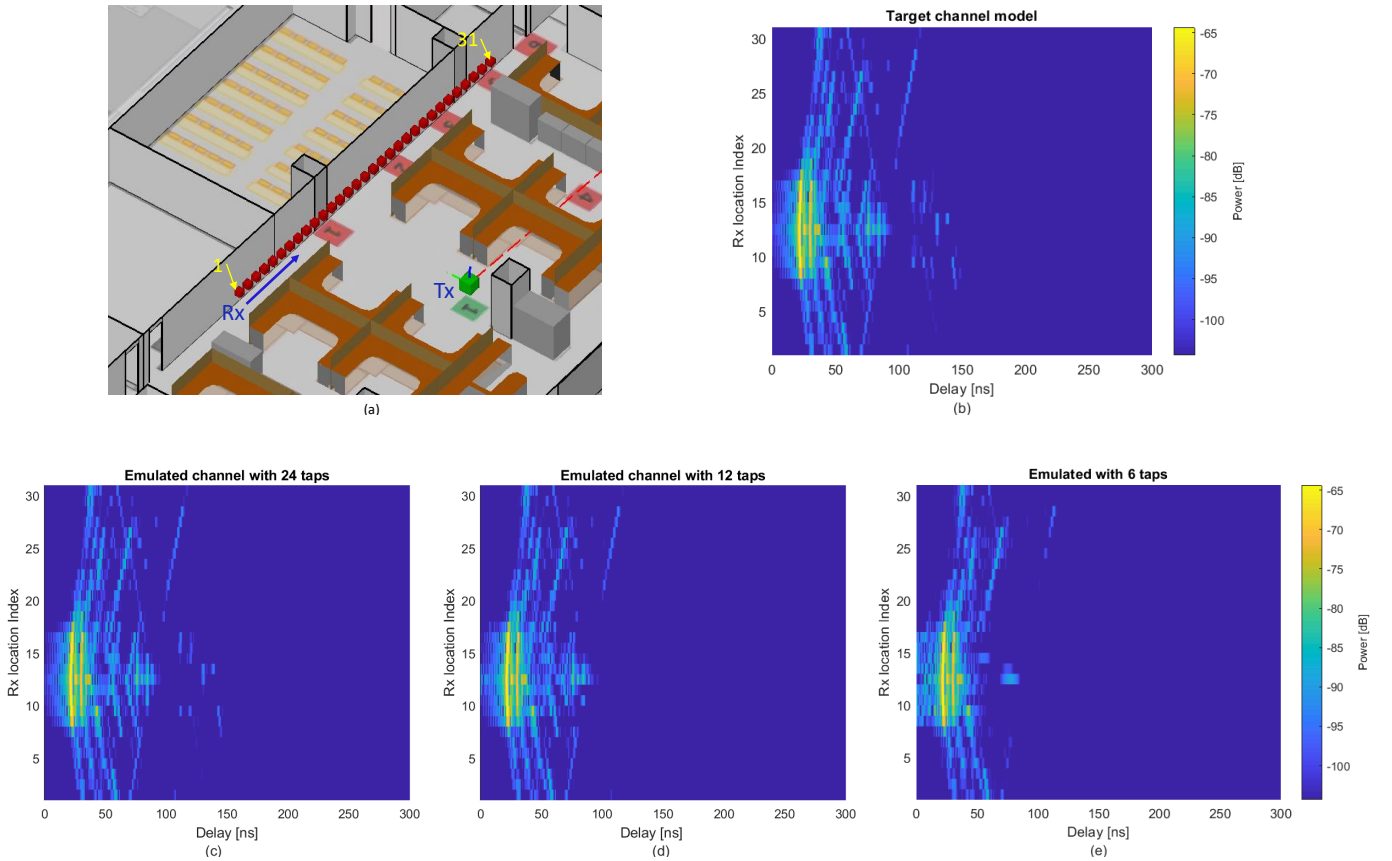 31
1
Rx
Tx
1
1
4
(a)
Target channel model
30
25
20
15
10
5
Rx location Index
0 50 100 150 200 250 300
Delay [ns]
(b)
-65
-70
-75
-80
-85
-90
-95
-100
Power [dB]
Emulated channel with 24 taps
30
25
20
15
10
5
Rx location Index
0 50 100 150 200 250 300
Delay [ns]
(c)
Emulated channel with 12 taps
30
25
20
15
10
5
Rx location Index
0 50 100 150 200 250 300
Delay [ns]
(d)
Emulated with 6 taps
30
25
20
15
10
5
Rx location Index
0 50 100 150 200 250 300
Delay [ns]
(e)
-65
-70
-75
-80
-85
-90
-95
-100
Power [dB]